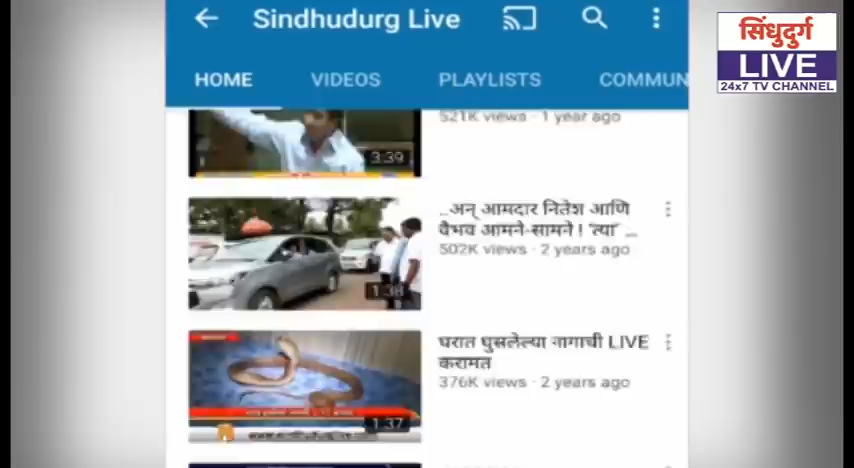 Sindhudurg Live
सिंधुदुर्ग
LIVE
24x7 TV CHANNEL
HOME VIDEOS PLAYLISTS COMMUN
521K views · 1 year ago
3:39
..अन् आमदार नितेश आणि
वैभव आमने-सामने ! 'त्या' ...
502K views · 2 years ago
1:38
घरात घुसलेल्या नागाची LIVE
करामत
376K views · 2 years ago
1:37